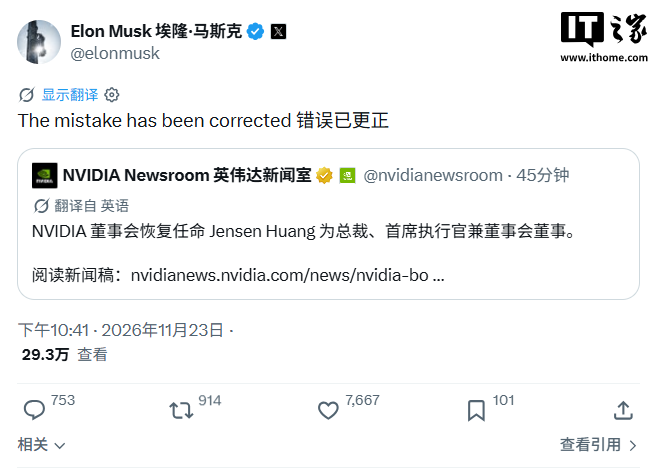 Elon Musk 埃隆·马斯克
@elonmusk
IT之家
www.ithome.com
显示翻译
The mistake has been corrected 错误已更正
NVIDIA Newsroom 英伟达新闻室 @nvidianewsroom · 45分钟
翻译自 英语
NVIDIA 董事会恢复任命 Jensen Huang 为总裁、首席执行官兼董事会董事。
阅读新闻稿：nvidianews.nvidia.com/news/nvidia-bo ...
下午10:41 · 2026年11月23日 ·
29.3万 查看
753 914 7,667 101
相关 查看引用